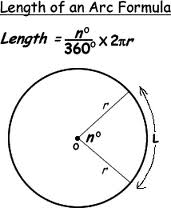 Length of an Arc Formula
Length = n°/360° x 2πr
r
n°
o
L
r